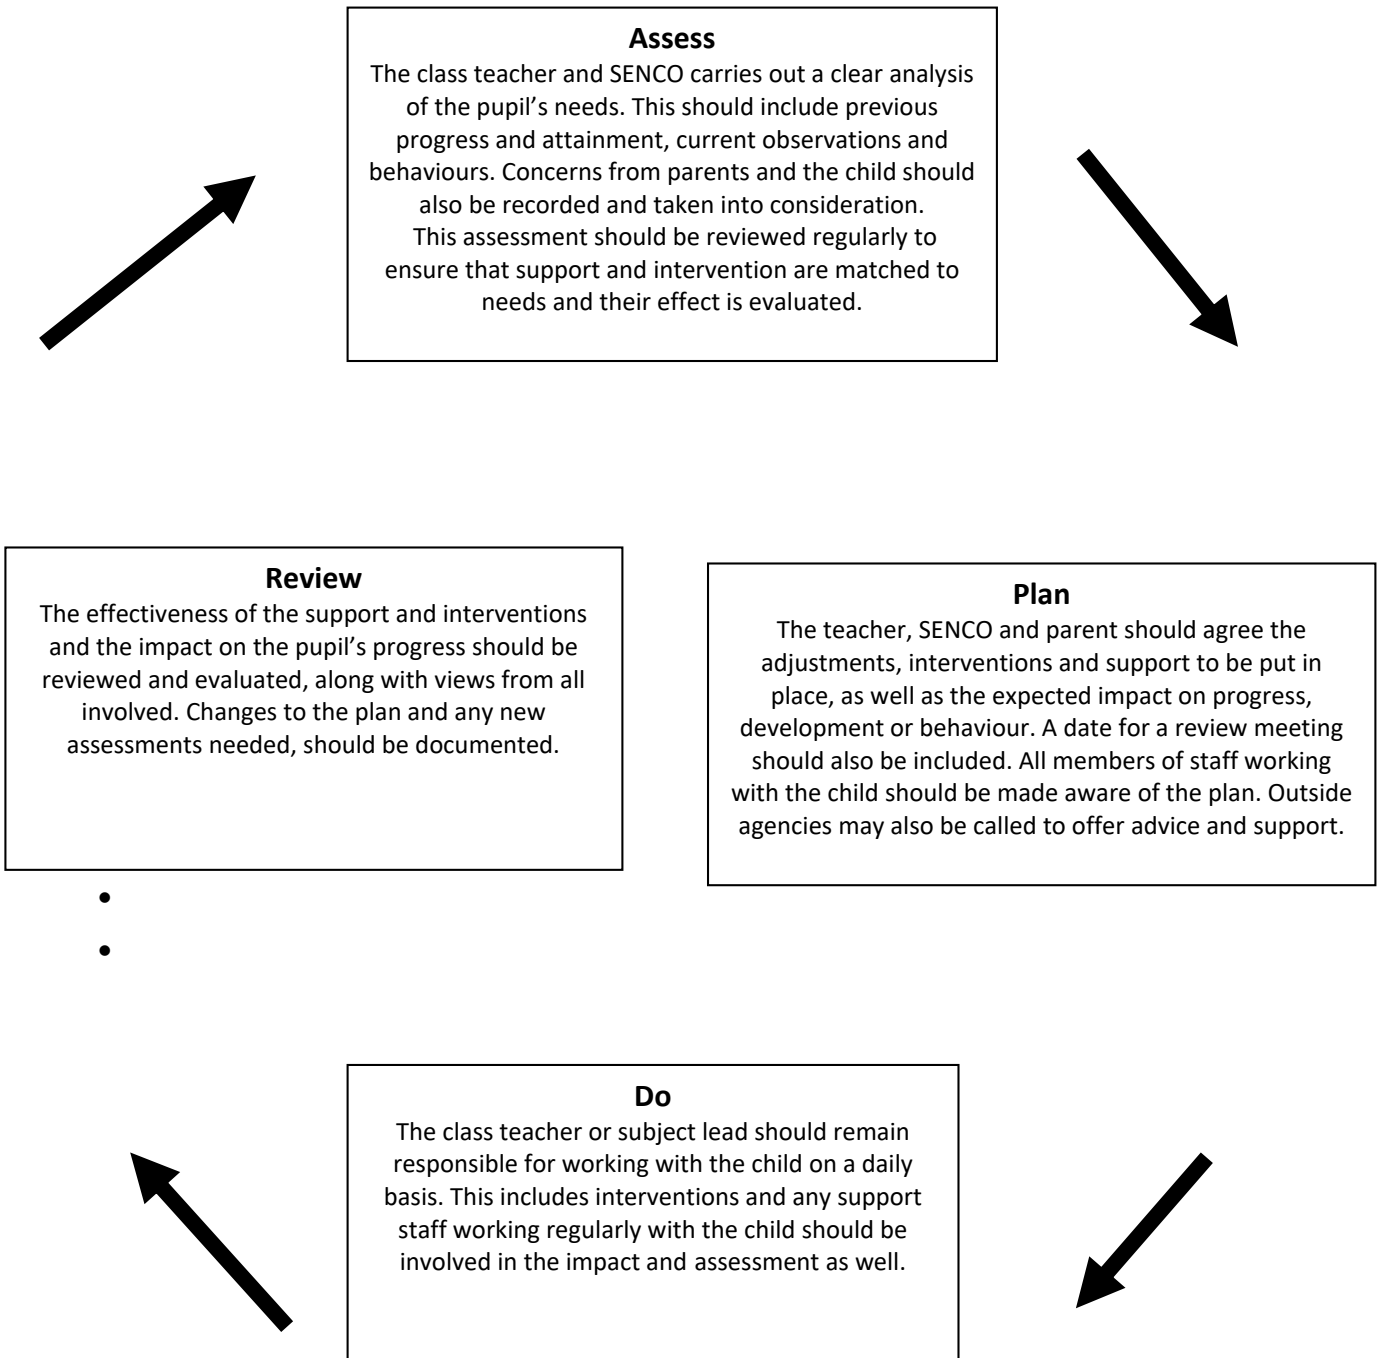 Assess
The class teacher and SENCO carries out a clear analysis
of the pupil’s needs. This should include previous
progress and attainment, current observations and
behaviours. Concerns from parents and the child should
also be recorded and taken into consideration.
This assessment should be reviewed regularly to
ensure that support and intervention are matched to
needs and their effect is evaluated.
Review
The effectiveness of the support and interventions
and the impact on the pupil’s progress should be
reviewed and evaluated, along with views from all
involved. Changes to the plan and any new
assessments needed, should be documented.
Plan
The teacher, SENCO and parent should agree the
adjustments, interventions and support to be put in
place, as well as the expected impact on progress,
development or behaviour. A date for a review meeting
should also be included. All members of staff working
with the child should be made aware of the plan. Outside
agencies may also be called to offer advice and support.
Do
The class teacher or subject lead should remain
responsible for working with the child on a daily
basis. This includes interventions and any support
staff working regularly with the child should be
involved in the impact and assessment as well.